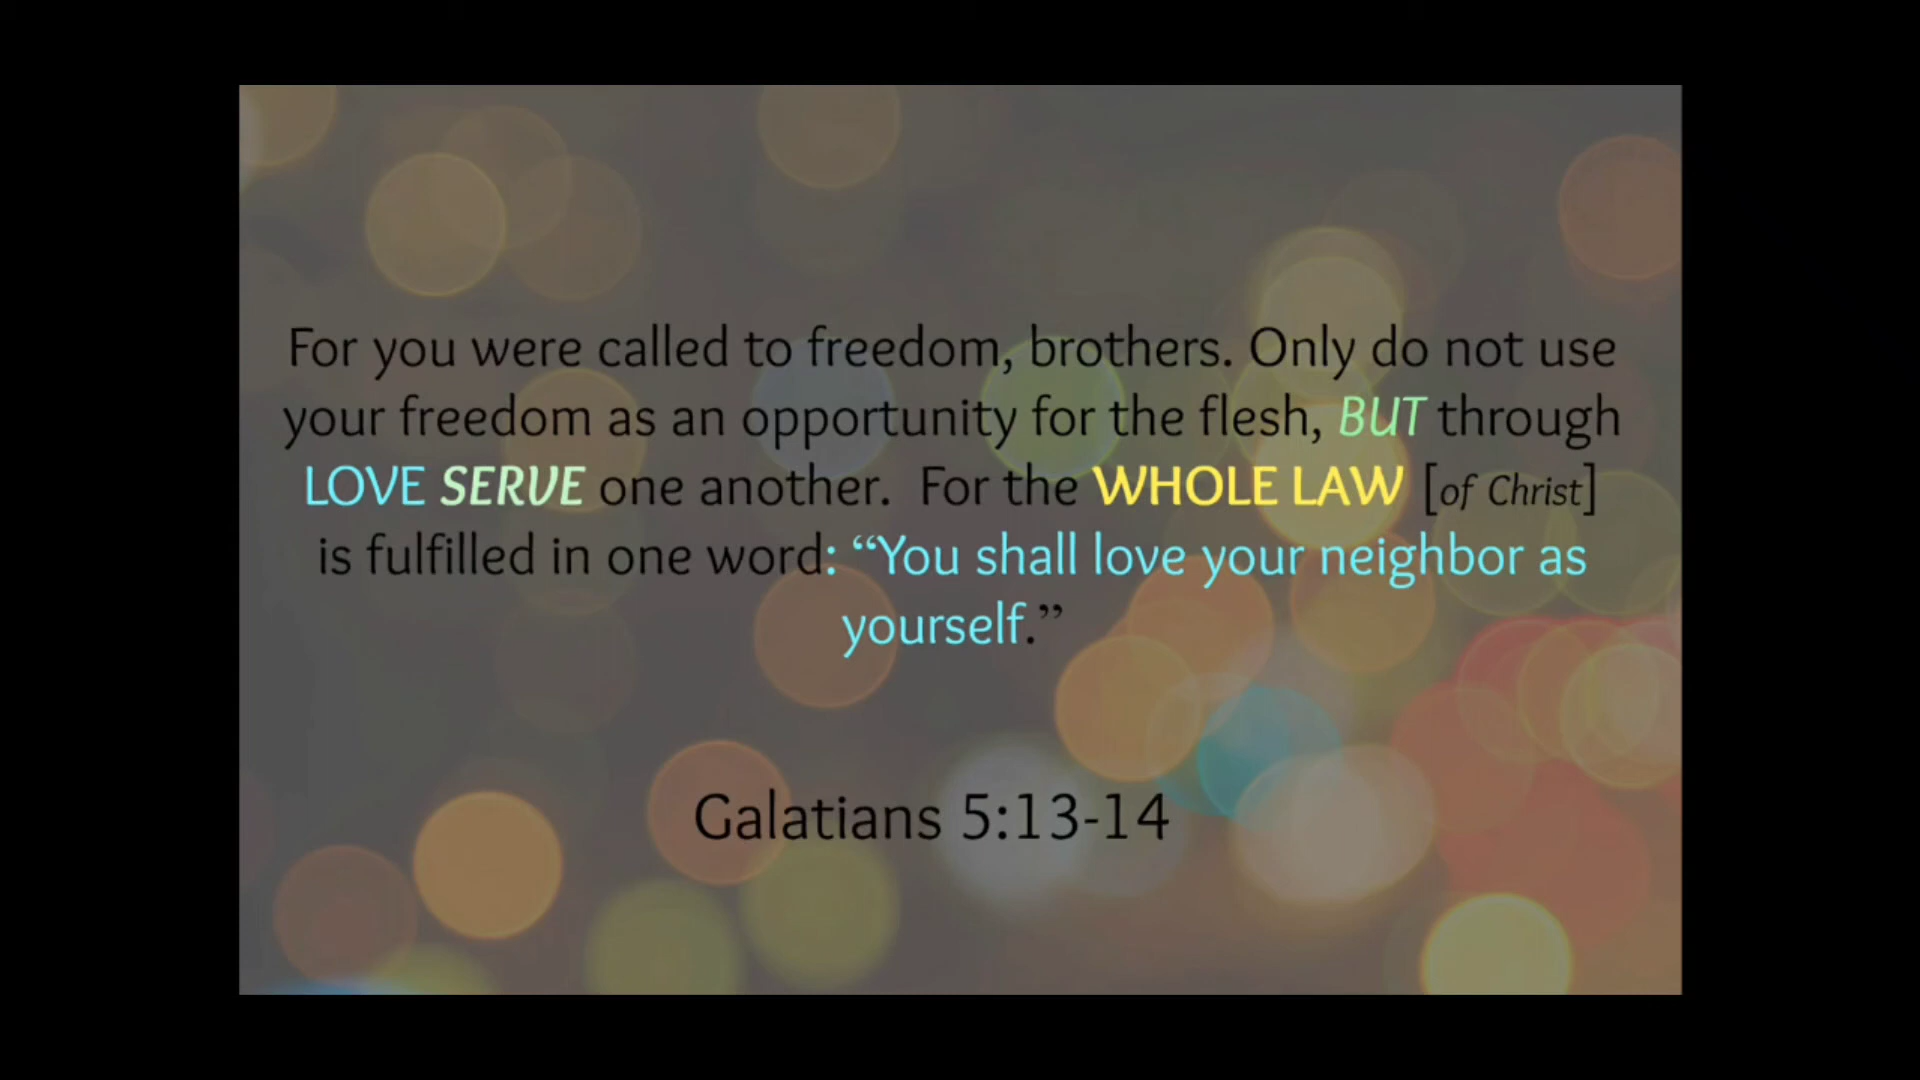 For you were called to freedom, brothers. Only do not use
your freedom as an opportunity for the flesh, BUT through
LOVE SERVE one another.  For the WHOLE LAW [of Christ]
is fulfilled in one word: “You shall love your neighbor as
yourself.”
Galatians 5:13-14